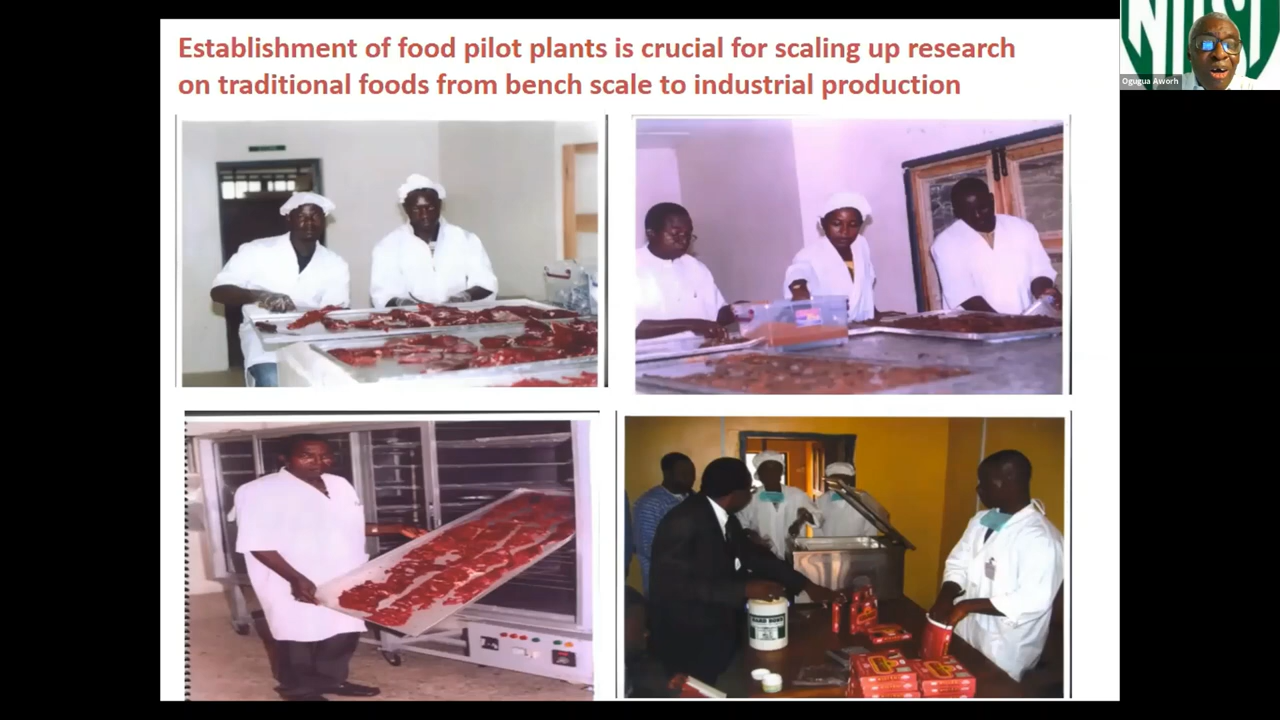 Establishment of food pilot plants is crucial for scaling up research
on traditional foods from bench scale to industrial production
Ogugua Aworh